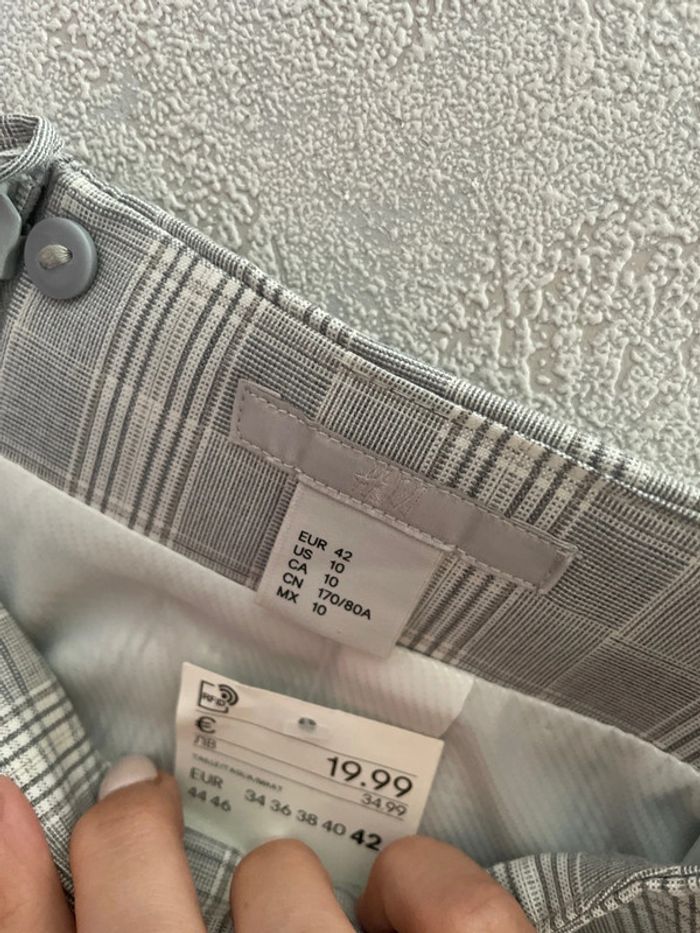 H&M
EUR 42
US 10
CA 10
CN 170/80A
MX 10
RFID
€ 19.99
ЛВ 34.99
EUR 34 36 38 40 42
44 46